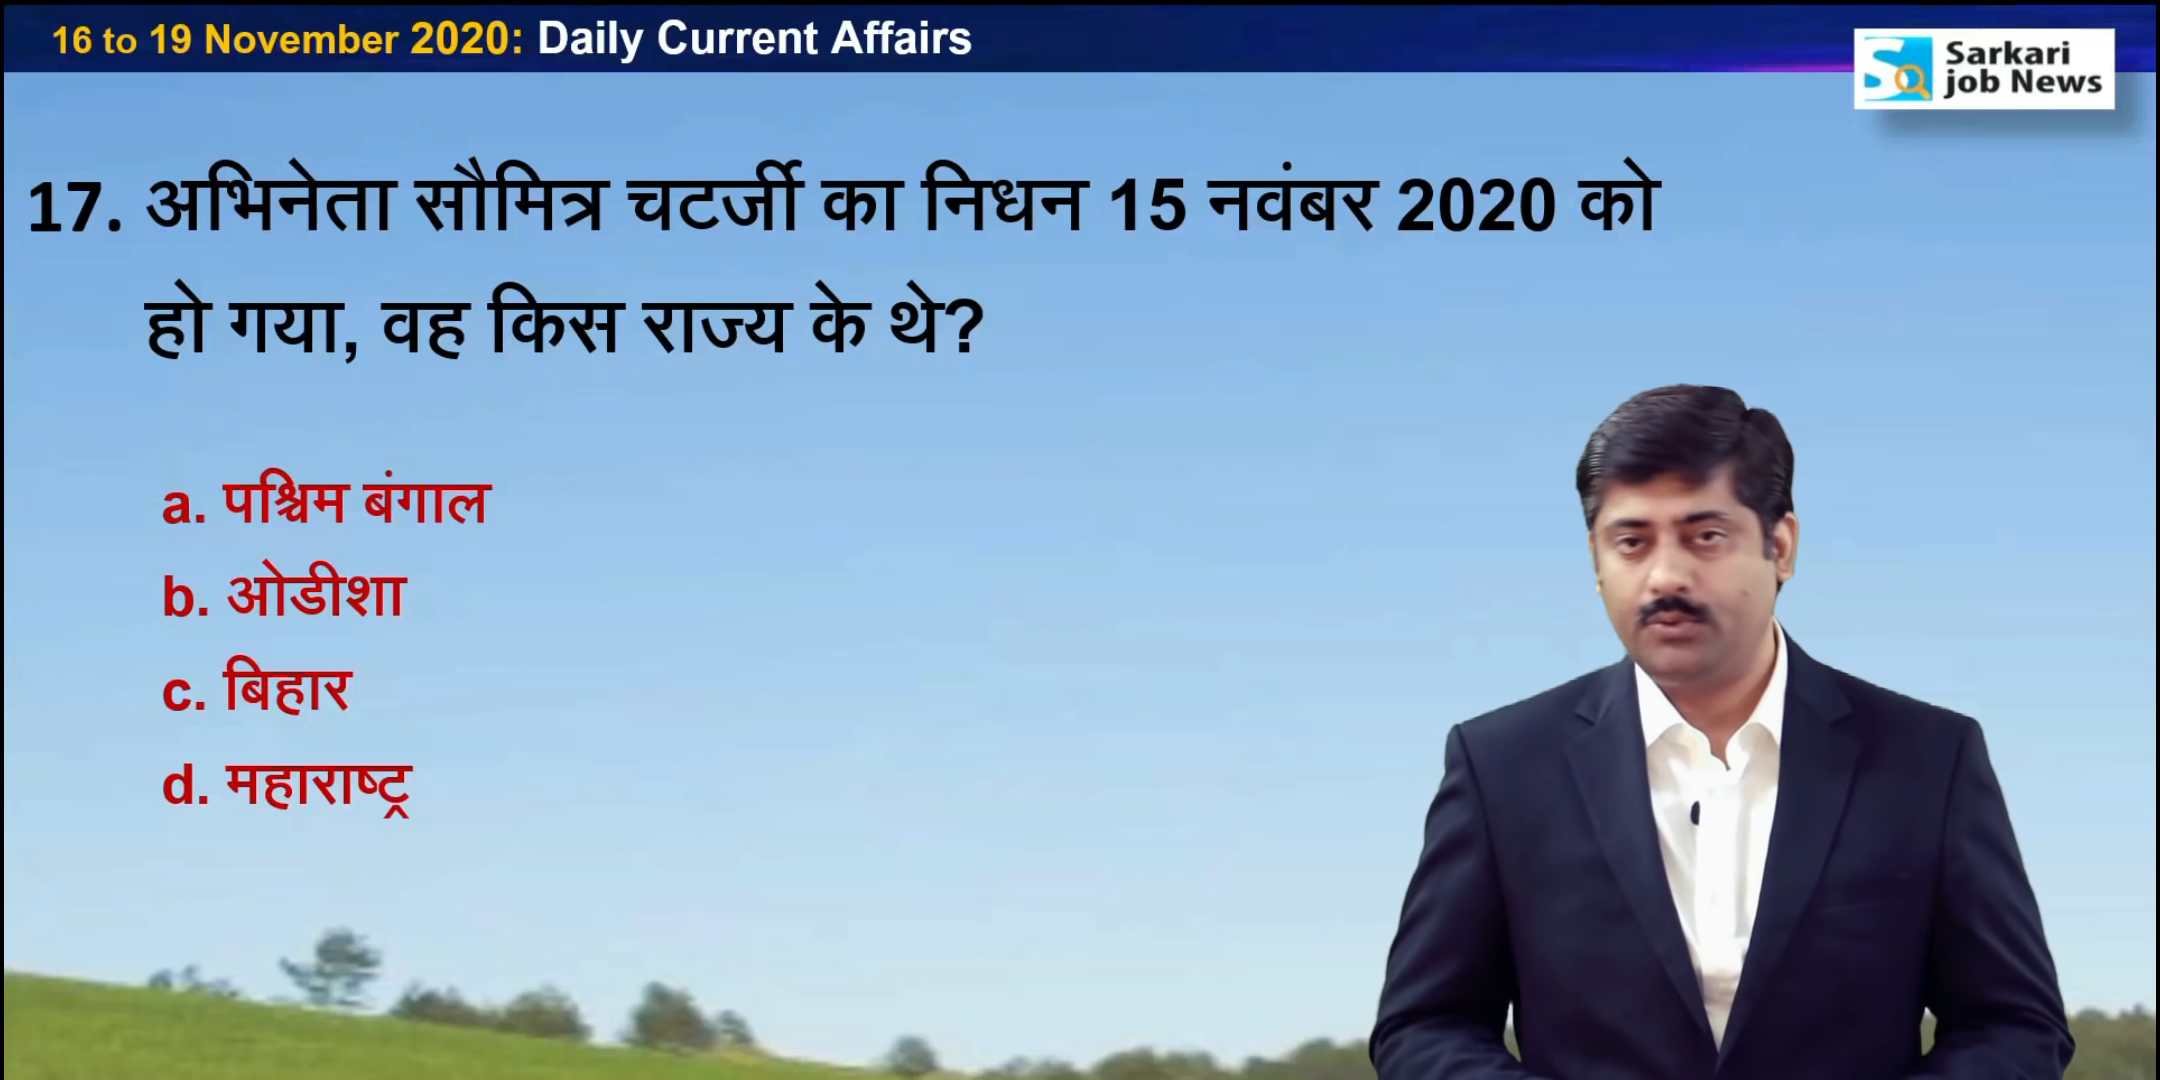 16 to 19 November 2020: Daily Current Affairs
Sarkari
job News
17. अभिनेता सौमित्र चटर्जी का निधन 15 नवंबर 2020 को
हो गया, वह किस राज्य के थे?
a. पश्चिम बंगाल
b. ओडीशा
c. बिहार
d. महाराष्ट्र